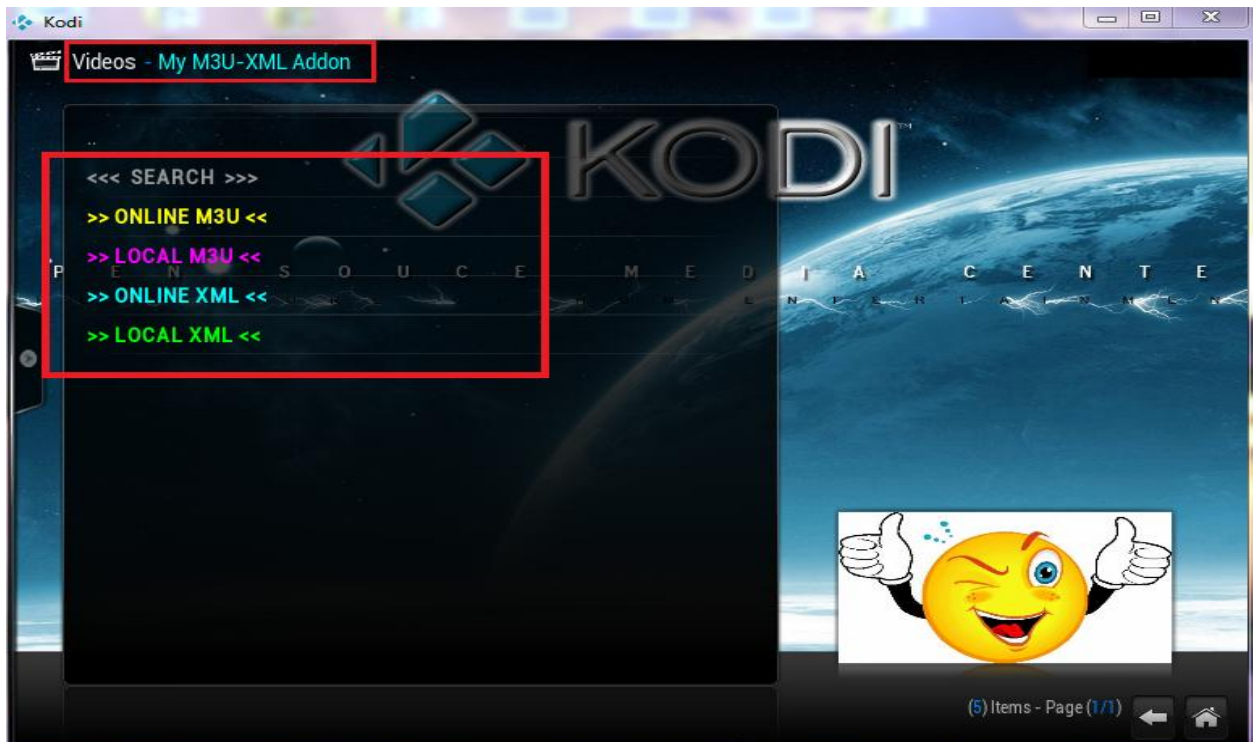 Kodi
Videos - My M3U-XML Addon
..
KODI™
<<< SEARCH >>>
>> ONLINE M3U <<
>> LOCAL M3U <<
P E N S O U C E M E D I A C E N T E
>> ONLINE XML <<
>> LOCAL XML <<
(5) Items - Page (1/1)